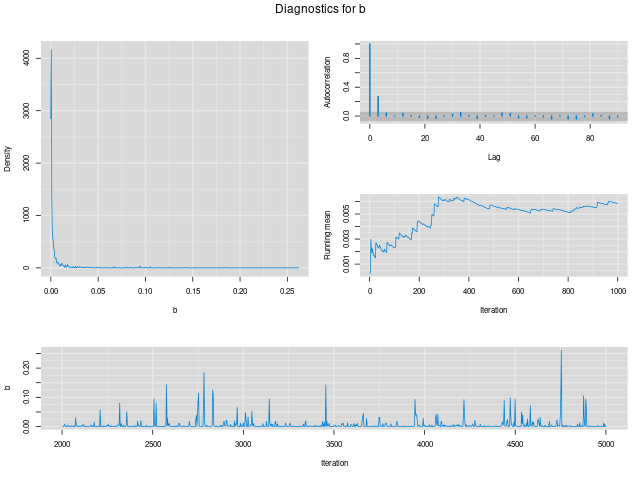 Diagnostics for b
Density
0
1000
2000
3000
4000
0.00 0.05 0.10 0.15 0.20 0.25
b
Autocorrelation
0.0 0.4 0.8
0 20 40 60 80
Lag
Running mean
0.001 0.003 0.005
0 200 400 600 800 1000
Iteration
b
0.00 0.10 0.20
2000 2500 3000 3500 4000 4500 5000
Iteration